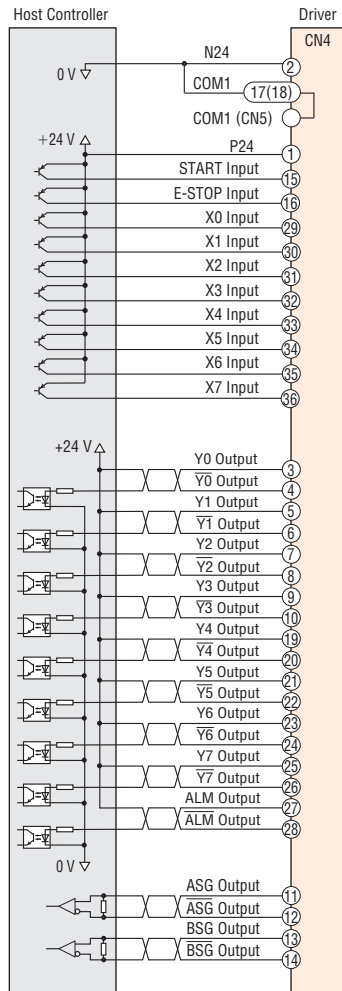 Host Controller Driver
CN4
N24
0 V
2
COM1
17(18)
COM1 (CN5)
+24 V
P24
1
START Input
15
E-STOP Input
16
X0 Input
29
X1 Input
30
X2 Input
31
X3 Input
32
X4 Input
33
X5 Input
34
X6 Input
35
X7 Input
36
+24 V
Y0 Output
3
Y0 Output
4
Y1 Output
5
Y1 Output
6
Y2 Output
7
Y2 Output
8
Y3 Output
9
Y3 Output
10
Y4 Output
19
Y4 Output
20
Y5 Output
21
Y5 Output
22
Y6 Output
23
Y6 Output
24
Y7 Output
25
Y7 Output
26
ALM Output
27
ALM Output
28
0 V
ASG Output
11
ASG Output
12
BSG Output
13
BSG Output
14